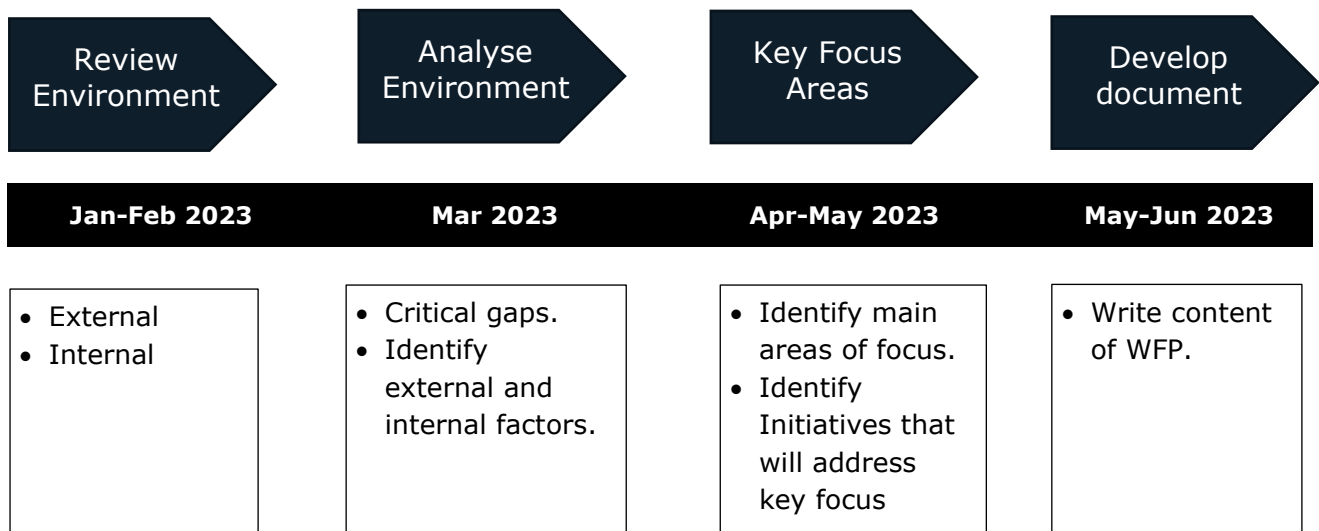 Review
Environment
Analyse
Environment
Key Focus
Areas
Develop
document
Jan-Feb 2023
Mar 2023
Apr-May 2023
May-Jun 2023
• External
• Internal
• Critical gaps.
• Identify
external and
internal factors.
• Identify main
areas of focus.
• Identify
Initiatives that
will address
key focus
• Write content
of WFP.